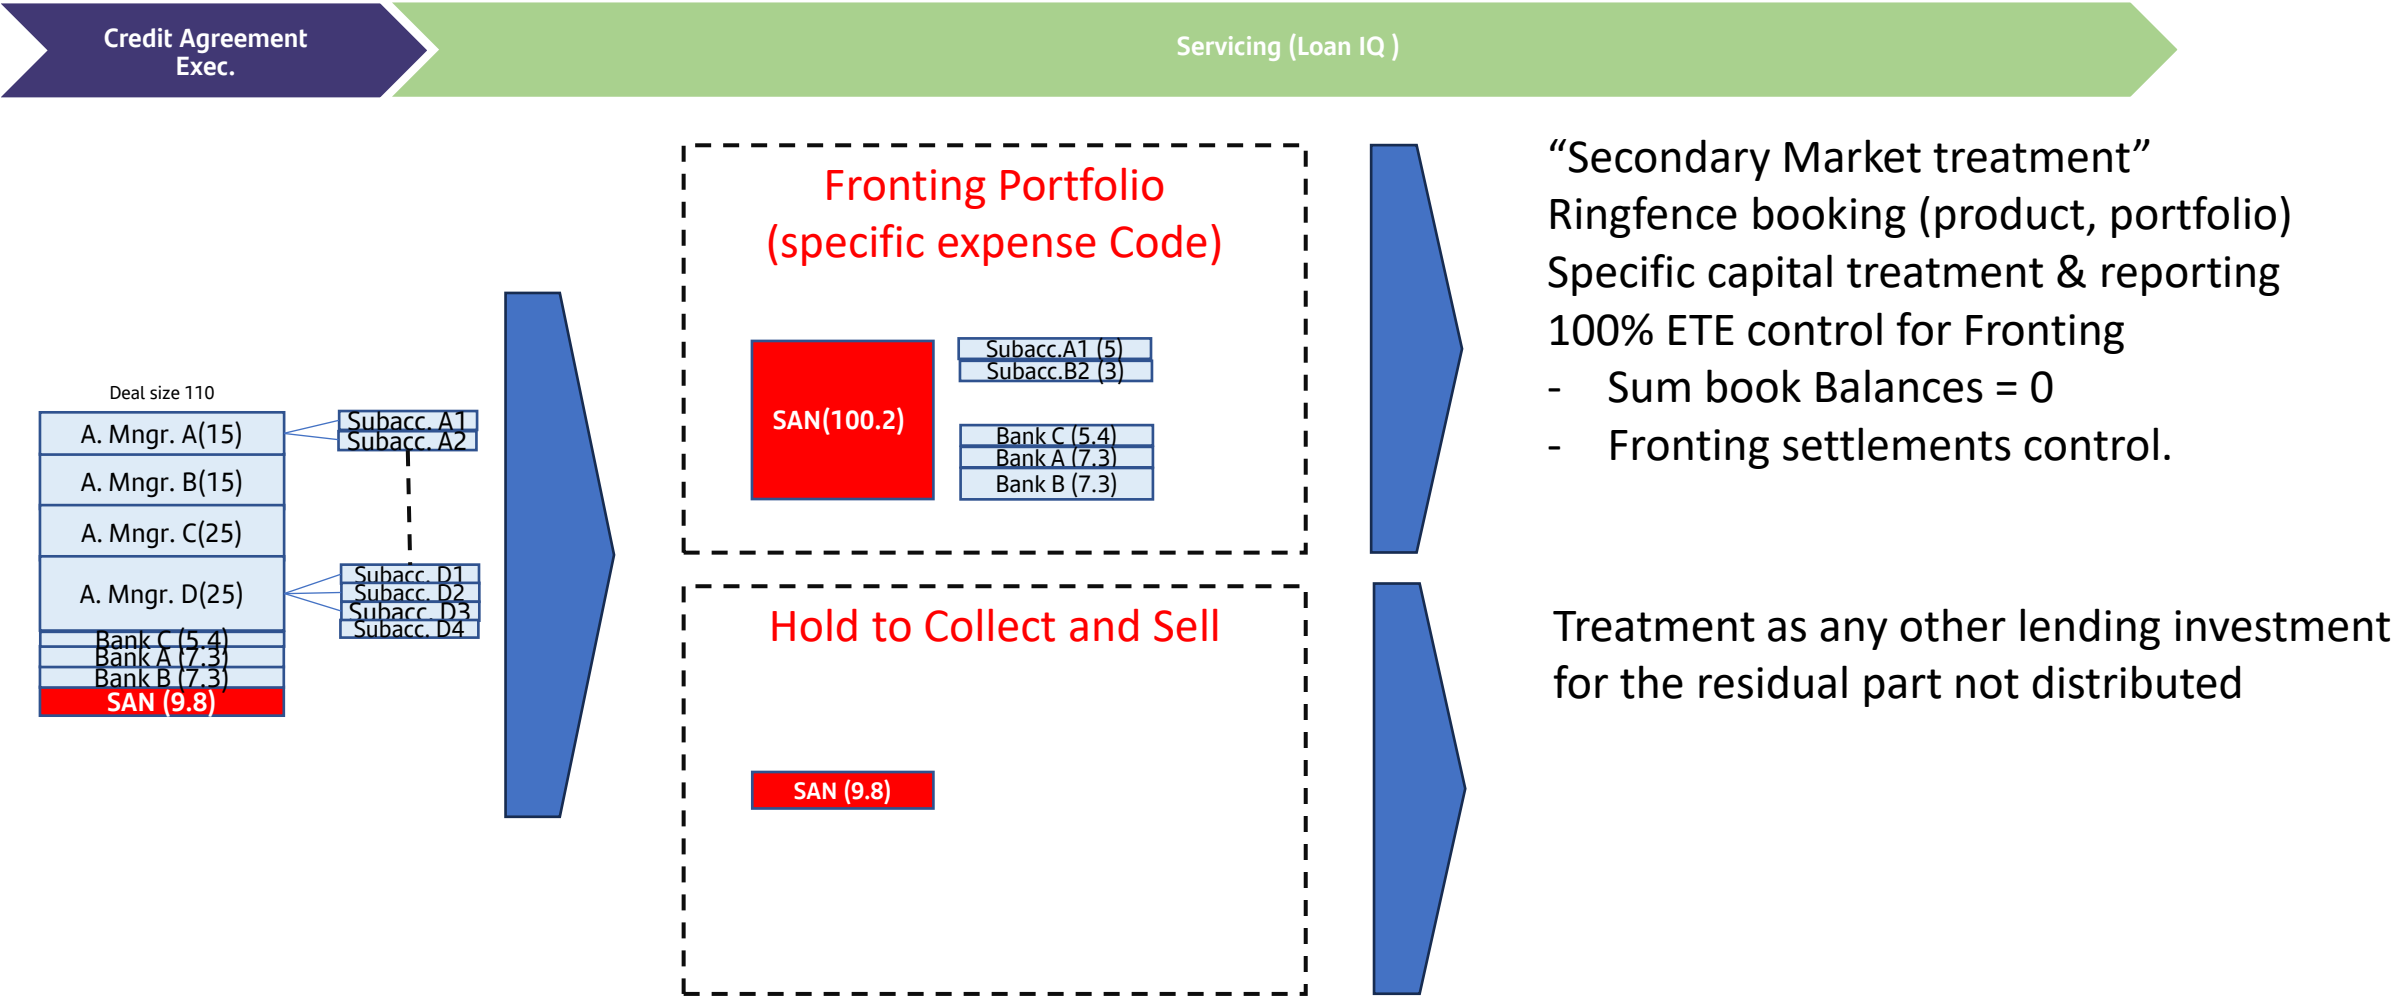 Credit Agreement
Exec.
Servicing (Loan IQ )
Deal size 110
A. Mngr. A(15)
A. Mngr. B(15)
A. Mngr. C(25)
A. Mngr. D(25)
Bank C (5.4)
Bank A (7.3)
Bank B (7.3)
SAN (9.8)
Subacc. A1
Subacc. A2
Subacc. D1
Subacc. D2
Subacc. D3
Subacc. D4
Fronting Portfolio
(specific expense Code)
SAN(100.2)
Subacc.A1 (5)
Subacc.B2 (3)
Bank C (5.4)
Bank A (7.3)
Bank B (7.3)
Hold to Collect and Sell
SAN (9.8)
“Secondary Market treatment”
Ringfence booking (product, portfolio)
Specific capital treatment & reporting
100% ETE control for Fronting
- Sum book Balances = 0
- Fronting settlements control.
Treatment as any other lending investment
for the residual part not distributed